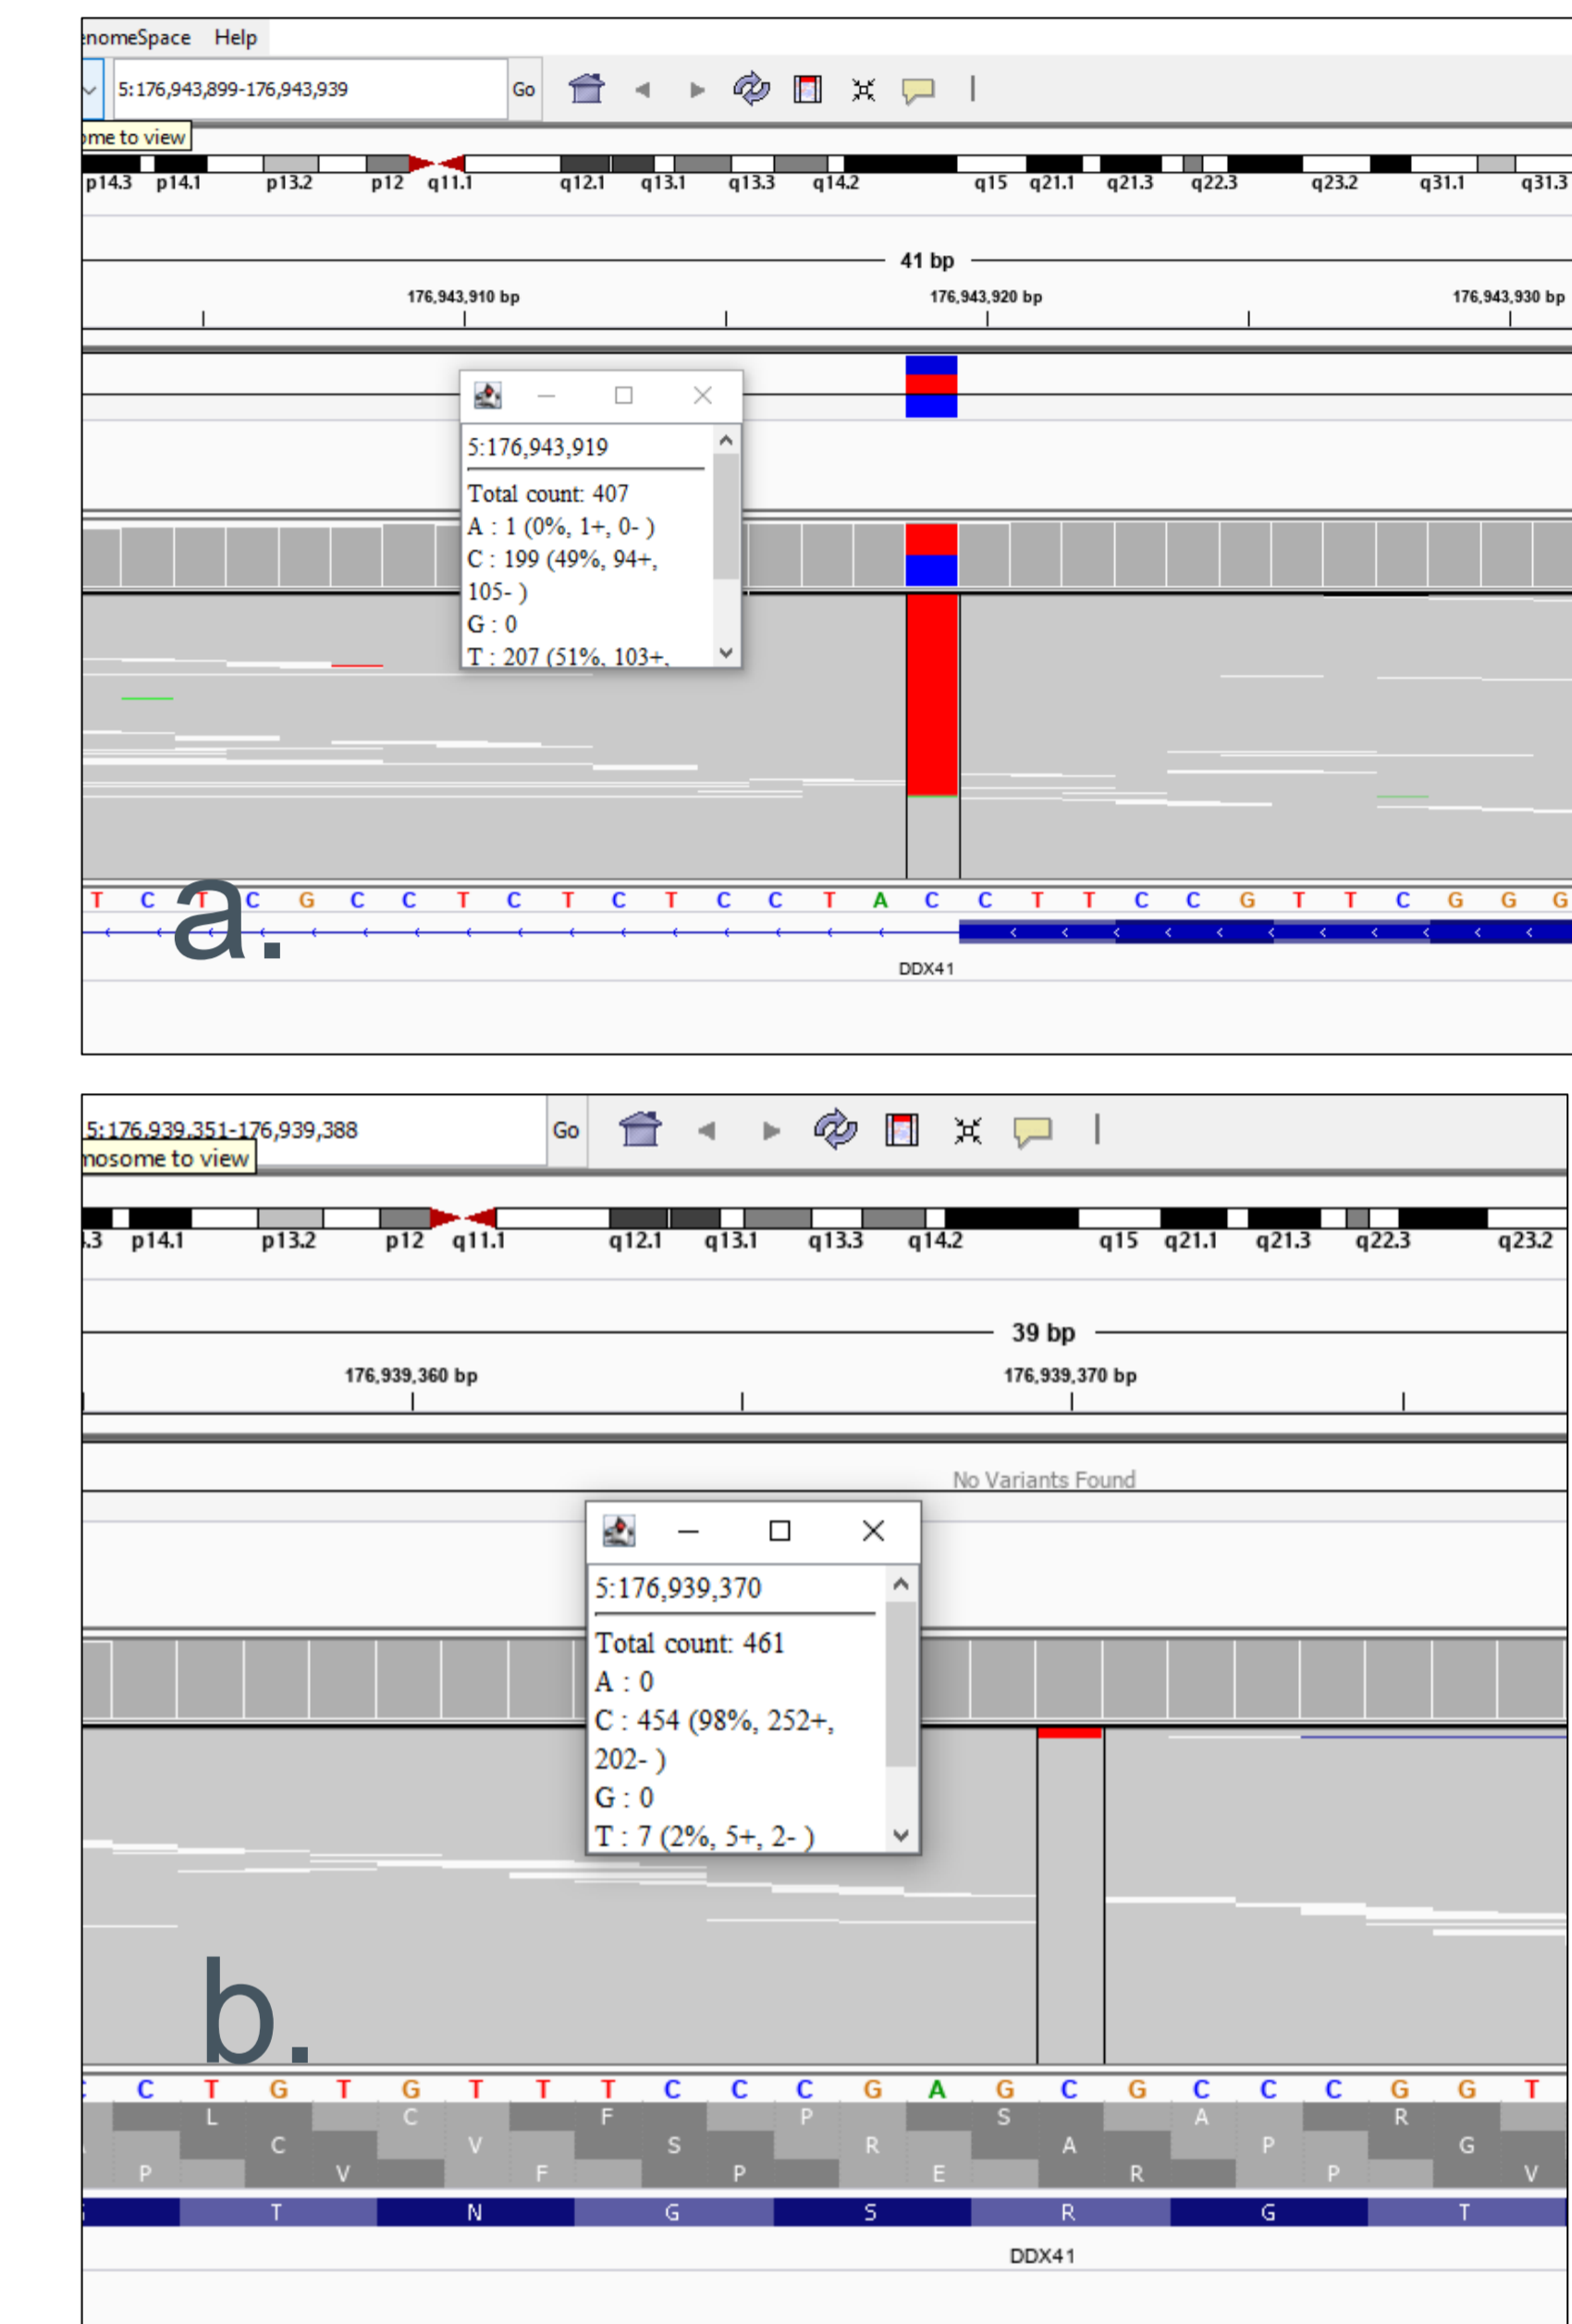 enomeSpace Help
5:176,943,899-176,943,939 Go
ome to view
p14.3 p14.1 p13.2 p12 q11.1 q12.1 q13.1 q13.3 q14.2 q15 q21.1 q21.3 q22.3 q23.2 q31.1 q31.3
41 bp
176,943,910 bp 176,943,920 bp 176,943,930 bp
5:176,943,919
Total count: 407
A : 1 (0%, 1+, 0- )
C : 199 (49%, 94+,
105- )
G : 0
T : 207 (51%, 103+,
T C T C G C C T C T C T C C T A C C T T C C G T T C G G G
a.
DDX41
5:176,939,351-176,939,388 Go
mosome to view
.3 p14.1 p13.2 p12 q11.1 q12.1 q13.1 q13.3 q14.2 q15 q21.1 q21.3 q22.3 q23.2
39 bp
176,939,360 bp 176,939,370 bp
No Variants Found
5:176,939,370
Total count: 461
A : 0
C : 454 (98%, 252+,
202- )
G : 0
T : 7 (2%, 5+, 2- )
b.
C T G T G T T T C C C G A G C G C C C G G T
L C F P S A R
C V S R A P G
P V F P E R P V
T N G S R G T
DDX41